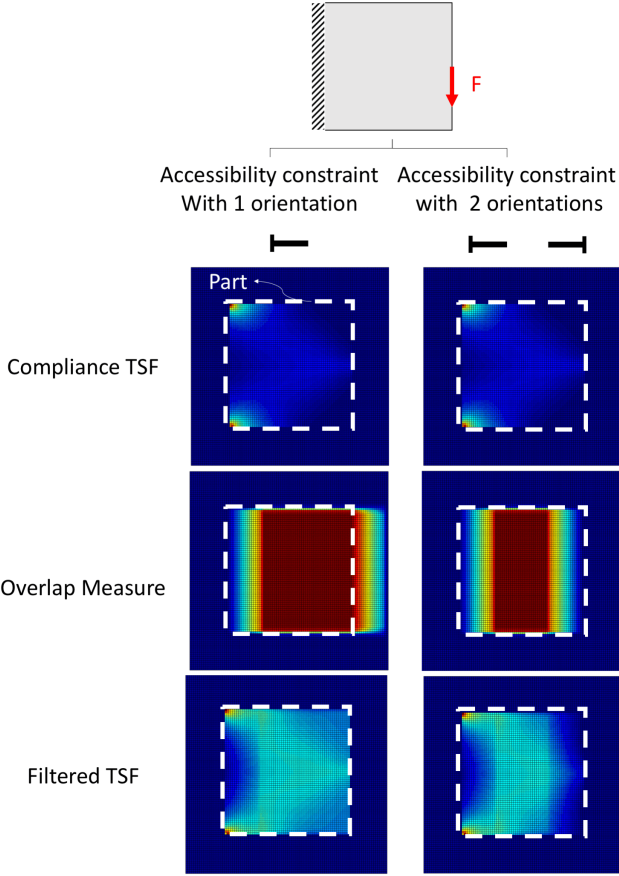 F
Accessibility constraint
With 1 orientation
Accessibility constraint
with 2 orientations
Part
Compliance TSF
Overlap Measure
Filtered TSF